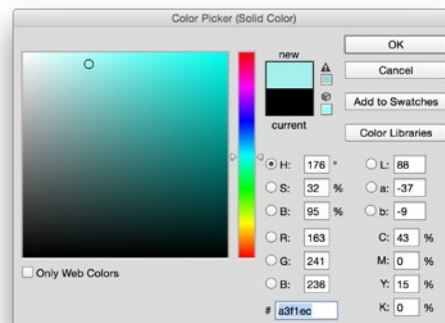 Color Picker (Solid Color)
new
current
OK
Cancel
Add to Swatches
Color Libraries
H: 176 °
S: 32 %
B: 95 %
R: 163
G: 241
B: 236
# a3f1ec
L: 88
a: -37
b: -9
C: 43 %
M: 0 %
Y: 15 %
K: 0 %
Only Web Colors